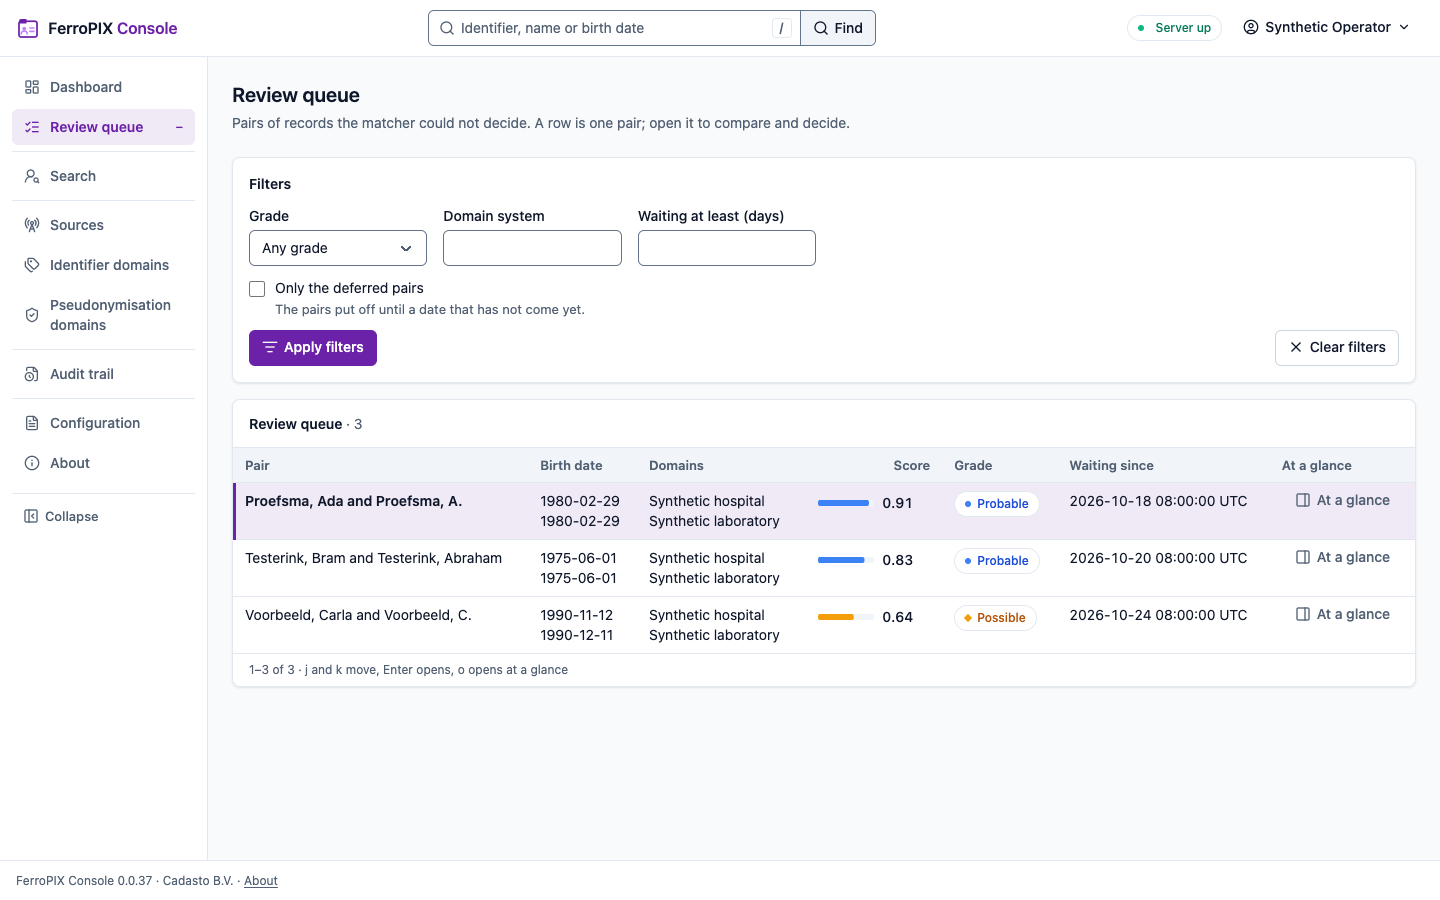 FerroPIX Console
Identifier, name or birth date
/
Find
Server up
Synthetic Operator
Dashboard
Review queue –
Search
Sources
Identifier domains
Pseudonymisation
domains
Audit trail
Configuration
About
Collapse
Review queue
Pairs of records the matcher could not decide. A row is one pair; open it to compare and decide.
Filters
Grade Domain system Waiting at least (days)
Any grade
Only the deferred pairs
The pairs put off until a date that has not come yet.
Apply filters
Clear filters
Review queue · 3
Pair Birth date Domains Score Grade Waiting since At a glance
Proefsma, Ada and Proefsma, A. 1980-02-29 Synthetic hospital 0.91 Probable 2026-10-18 08:00:00 UTC At a glance
1980-02-29 Synthetic laboratory
Testerink, Bram and Testerink, Abraham 1975-06-01 Synthetic hospital 0.83 Probable 2026-10-20 08:00:00 UTC At a glance
1975-06-01 Synthetic laboratory
Voorbeeld, Carla and Voorbeeld, C. 1990-11-12 Synthetic hospital 0.64 Possible 2026-10-24 08:00:00 UTC At a glance
1990-12-11 Synthetic laboratory
1–3 of 3 · j and k move, Enter opens, o opens at a glance
FerroPIX Console 0.0.37 · Cadasto B.V. · About